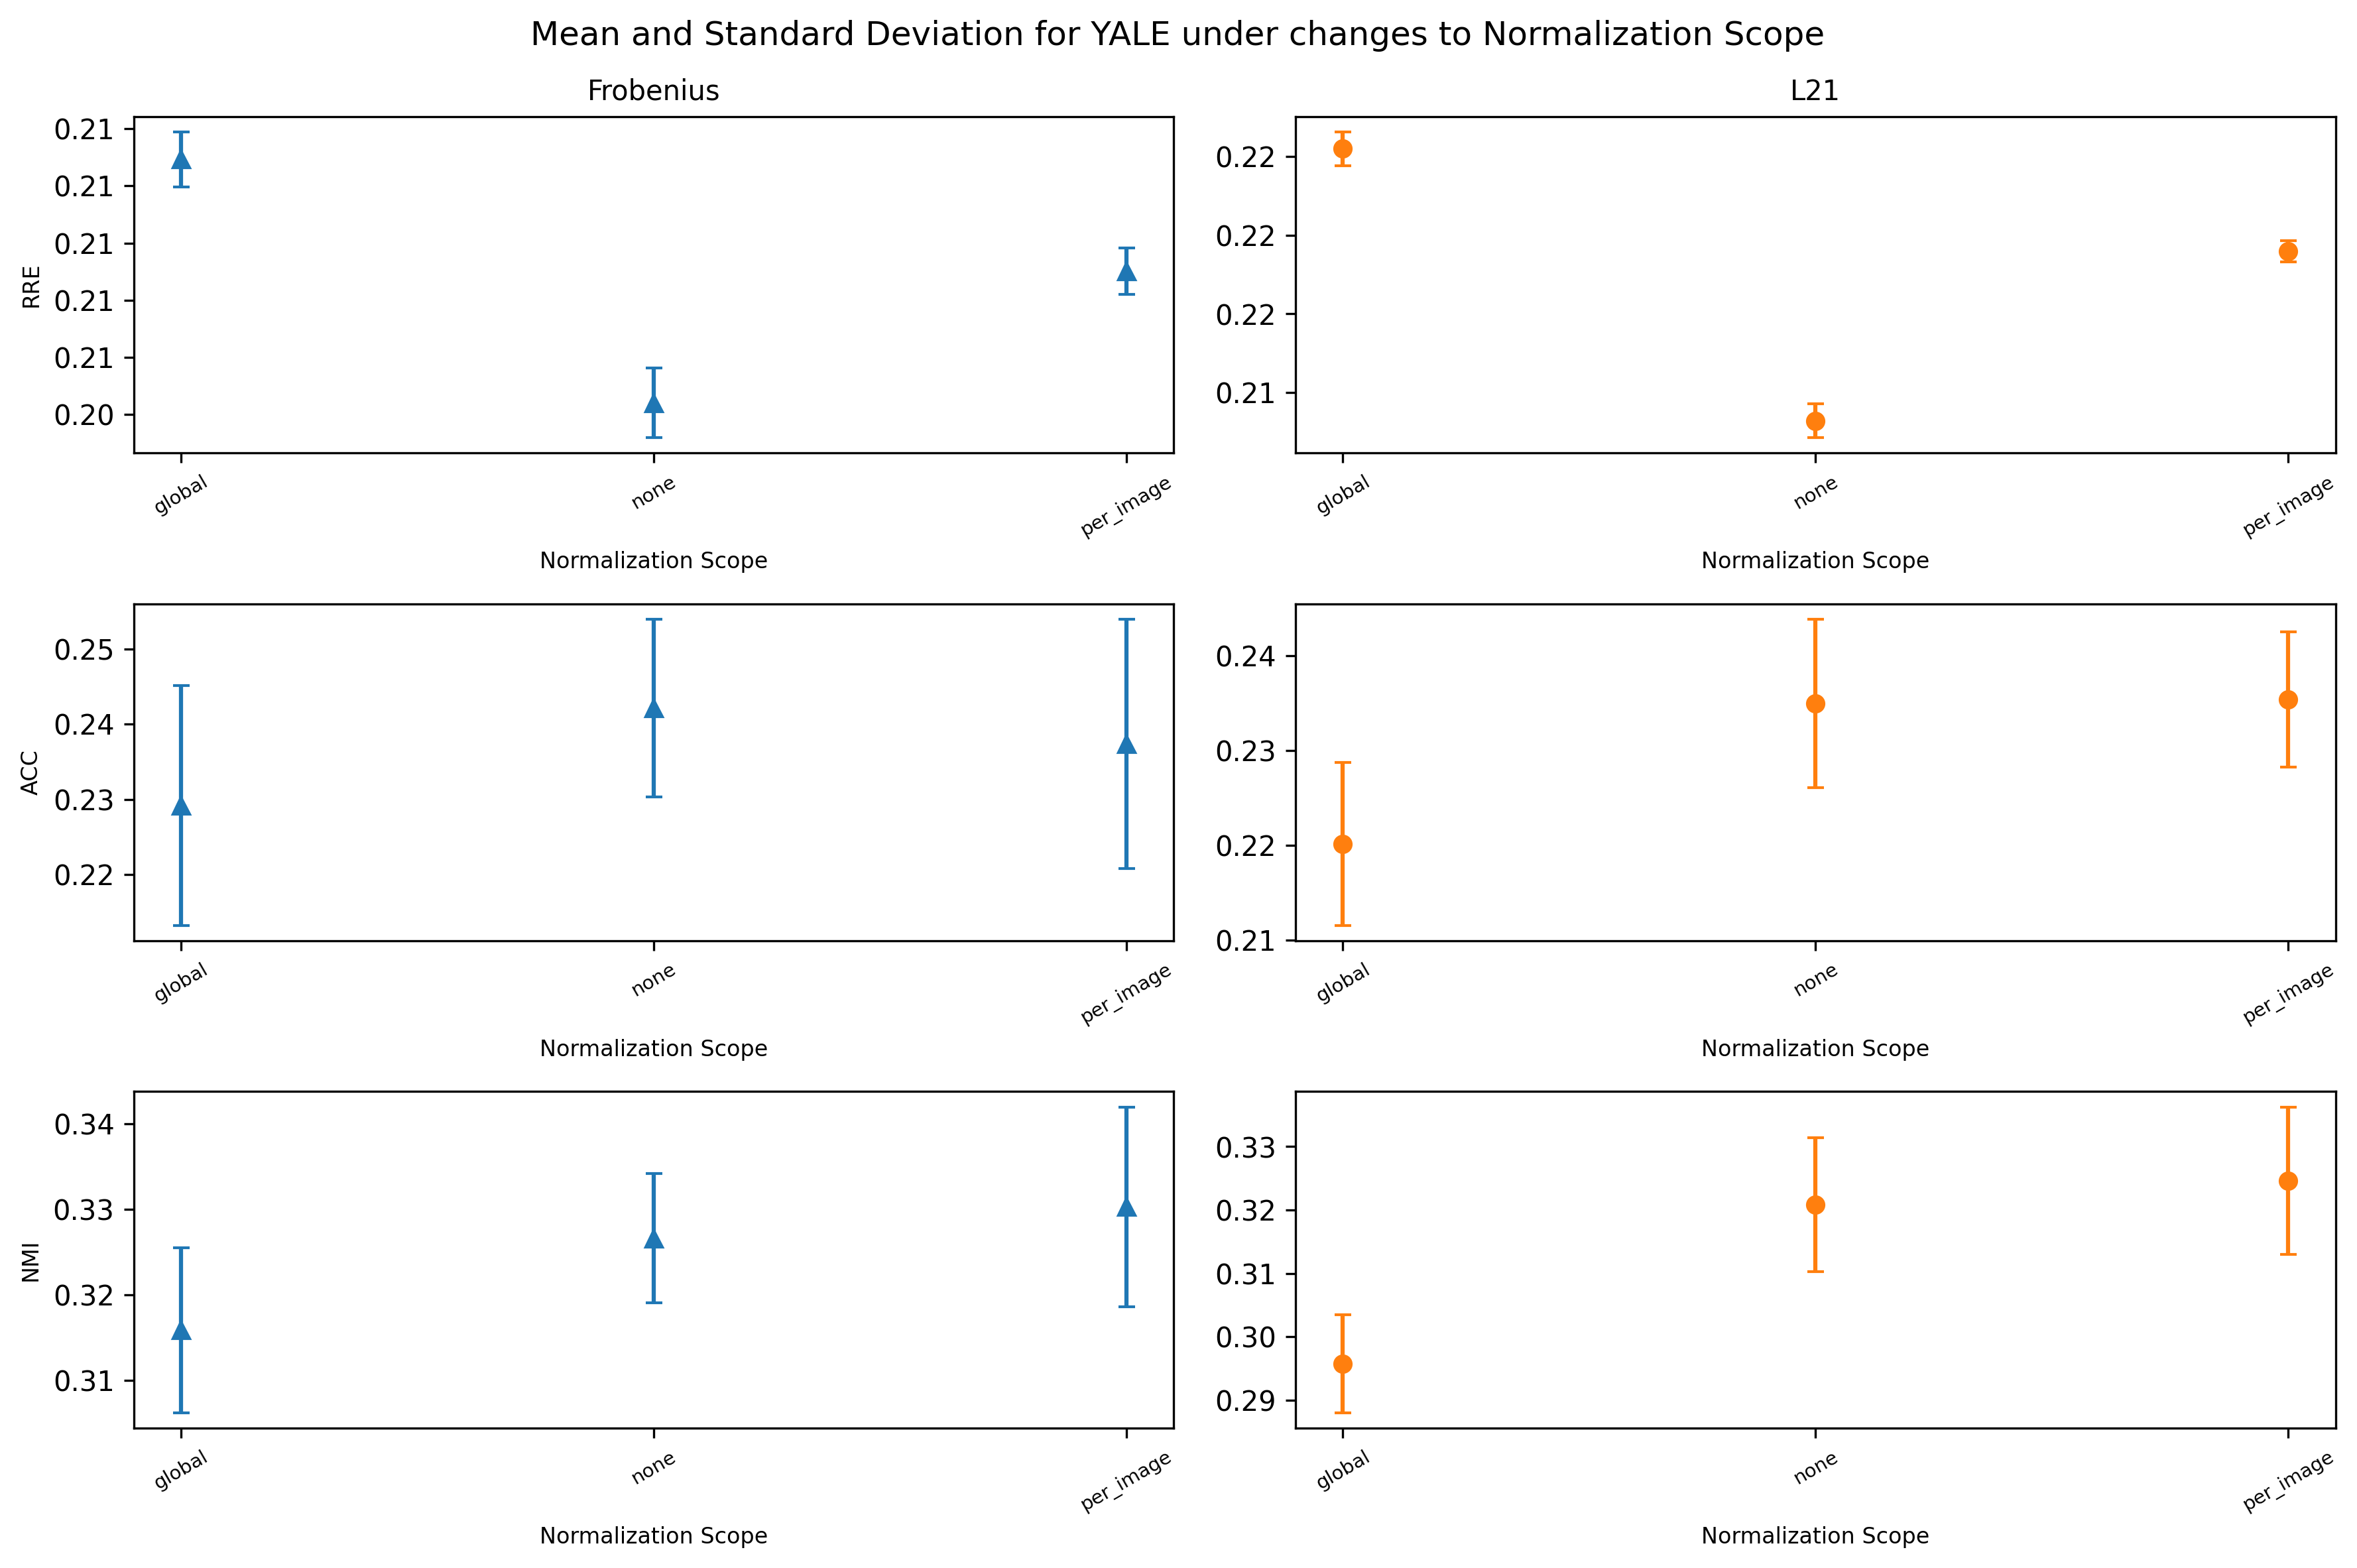 Mean and Standard Deviation for YALE under changes to Normalization Scope
Frobenius
RRE
0.21
0.21
0.21
0.21
0.21
0.20
global
none
per_image
Normalization Scope
L21
0.22
0.22
0.22
0.21
global
none
per_image
Normalization Scope
ACC
0.25
0.24
0.23
0.22
global
none
per_image
Normalization Scope
0.24
0.23
0.22
0.21
global
none
per_image
Normalization Scope
NMI
0.34
0.33
0.32
0.31
global
none
per_image
Normalization Scope
0.33
0.32
0.31
0.30
0.29
global
none
per_image
Normalization Scope